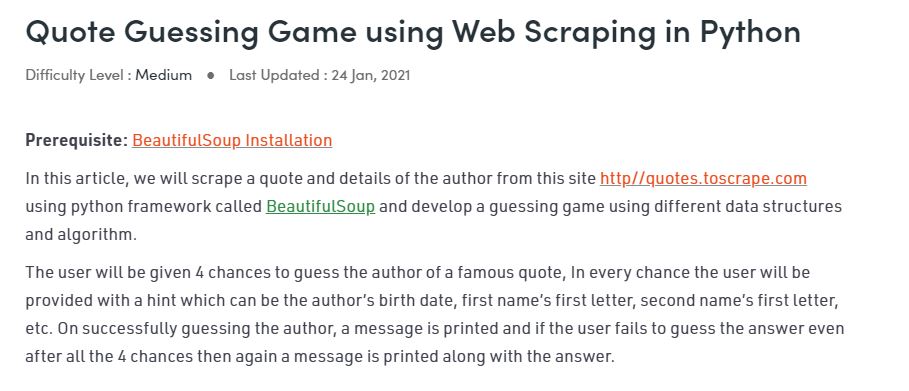 Quote Guessing Game using Web Scraping in Python
Difficulty Level : Medium ● Last Updated : 24 Jan, 2021
Prerequisite: BeautifulSoup Installation
In this article, we will scrape a quote and details of the author from this site http//quotes.toscrape.com
using python framework called BeautifulSoup and develop a guessing game using different data structures
and algorithm.
The user will be given 4 chances to guess the author of a famous quote, In every chance the user will be
provided with a hint which can be the author’s birth date, first name’s first letter, second name’s first letter,
etc. On successfully guessing the author, a message is printed and if the user fails to guess the answer even
after all the 4 chances then again a message is printed along with the answer.